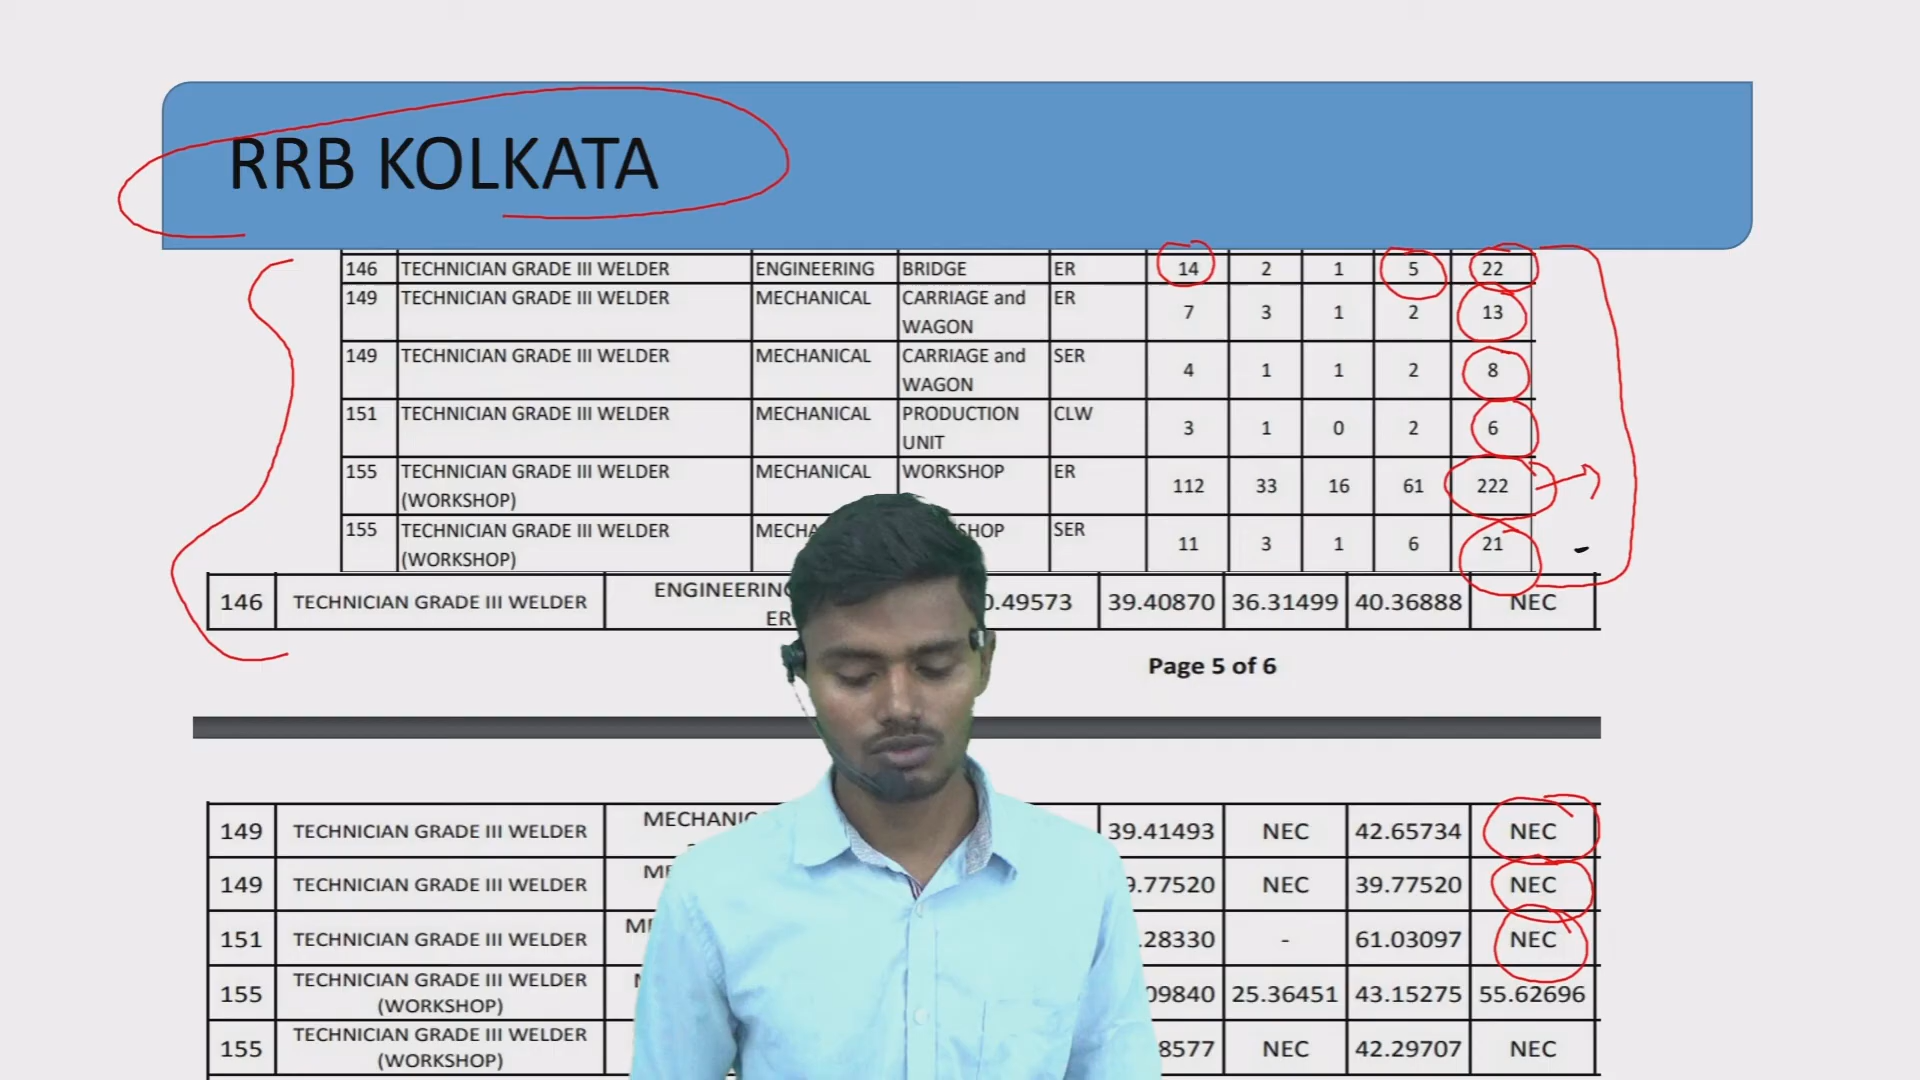 RRB KOLKATA
146 TECHNICIAN GRADE III WELDER ENGINEERING BRIDGE ER 14 2 1 5 22
149 TECHNICIAN GRADE III WELDER MECHANICAL CARRIAGE and ER 7 3 1 2 13
WAGON
149 TECHNICIAN GRADE III WELDER MECHANICAL CARRIAGE and SER 4 1 1 2 8
WAGON
151 TECHNICIAN GRADE III WELDER MECHANICAL PRODUCTION CLW 3 1 0 2 6
UNIT
155 TECHNICIAN GRADE III WELDER MECHANICAL WORKSHOP ER 112 33 16 61 222
(WORKSHOP)
155 TECHNICIAN GRADE III WELDER SER 11 3 1 6 21
(WORKSHOP)
146 TECHNICIAN GRADE III WELDER ENGINEERING 39.40870 36.31499 40.36888 NEC
ER
Page 5 of 6
149 TECHNICIAN GRADE III WELDER 39.41493 NEC 42.65734 NEC
149 TECHNICIAN GRADE III WELDER NEC 39.77520 NEC
151 TECHNICIAN GRADE III WELDER - 61.03097 NEC
155 TECHNICIAN GRADE III WELDER 25.36451 43.15275 55.62696
(WORKSHOP)
155 TECHNICIAN GRADE III WELDER NEC 42.29707 NEC
(WORKSHOP)